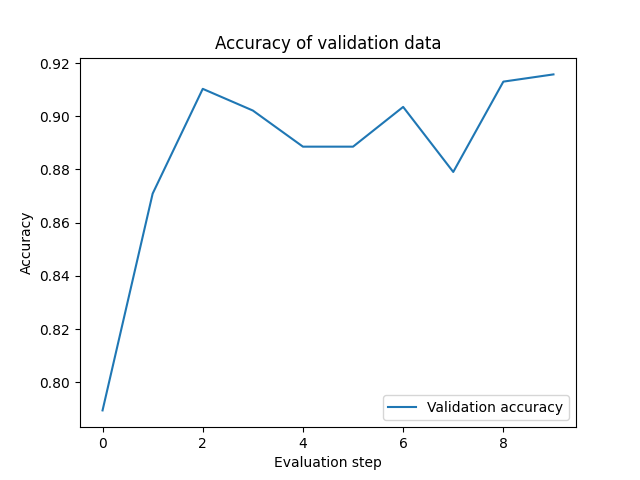 Accuracy of validation data
0.92
0.90
0.88
0.86
0.84
0.82
0.80
Accuracy
Validation accuracy
0 2 4 6 8
Evaluation step